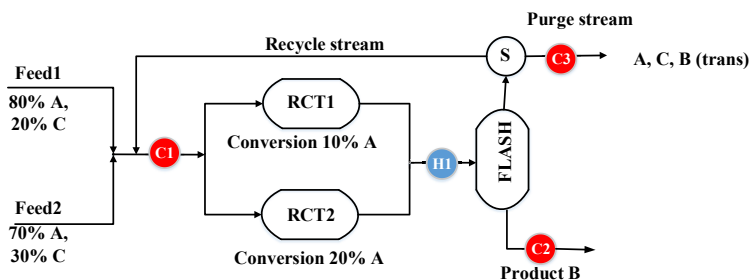 Purge stream
Recycle stream
S
C3
A, C, B (trans)
Feed1
80% A,
20% C
RCT1
Conversion 10% A
C1
H1
FLASH
Feed2
70% A,
30% C
RCT2
Conversion 20% A
C2
Product B